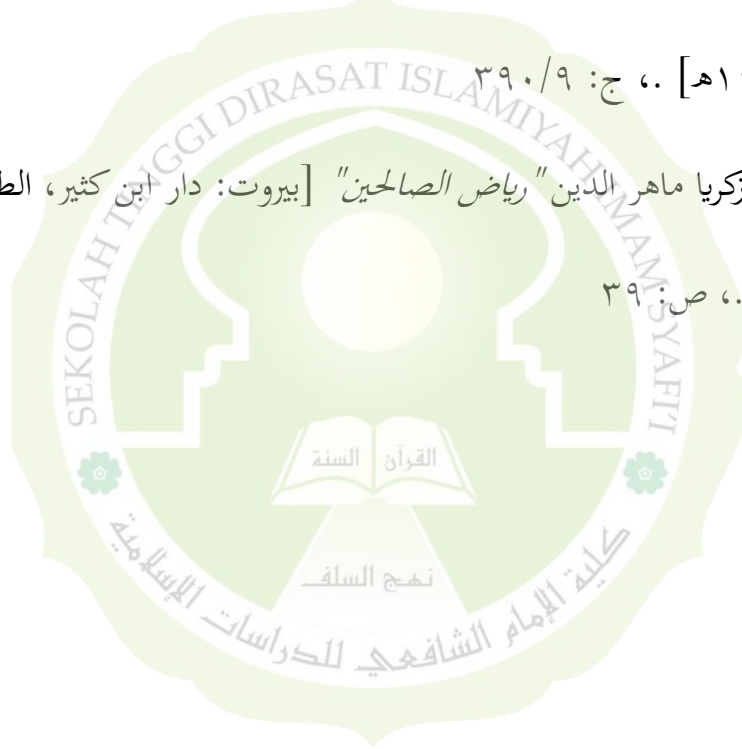 ١ه] .، ج: ٣٩٠/٩
زكريا ماهر الدين "رياض الصالحين" [بيروت: دار ابن كثير، الط
.، ص: ٣٩
SEKOLAH TINGGI DIRASAT ISLAMIYAH IMAM SYAFI'I
القرآن السنة
نهج السلف
كلية الإمام الشافعي للدراسات الإسلامية